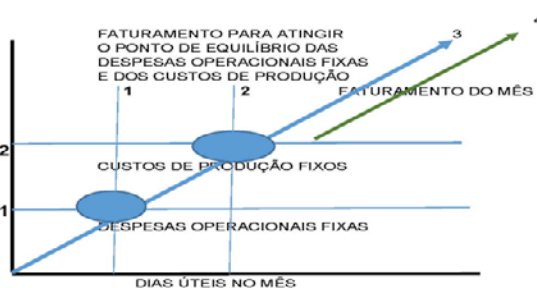 FATURAMENTO PARA ATINGIR
O PONTO DE EQUILÍBRIO DAS
DESPESAS OPERACIONAIS FIXAS
E DOS CUSTOS DE PRODUÇÃO
3
1
2
FATURAMENTO DO MÊS
2
CUSTOS DE PRODUÇÃO FIXOS
1
DESPESAS OPERACIONAIS FIXAS
DIAS ÚTEIS NO MÊS